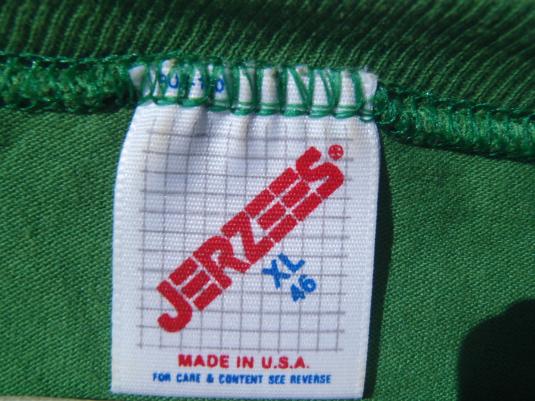 JERZEES®
XL
46
MADE IN U.S.A.
FOR CARE & CONTENT SEE REVERSE